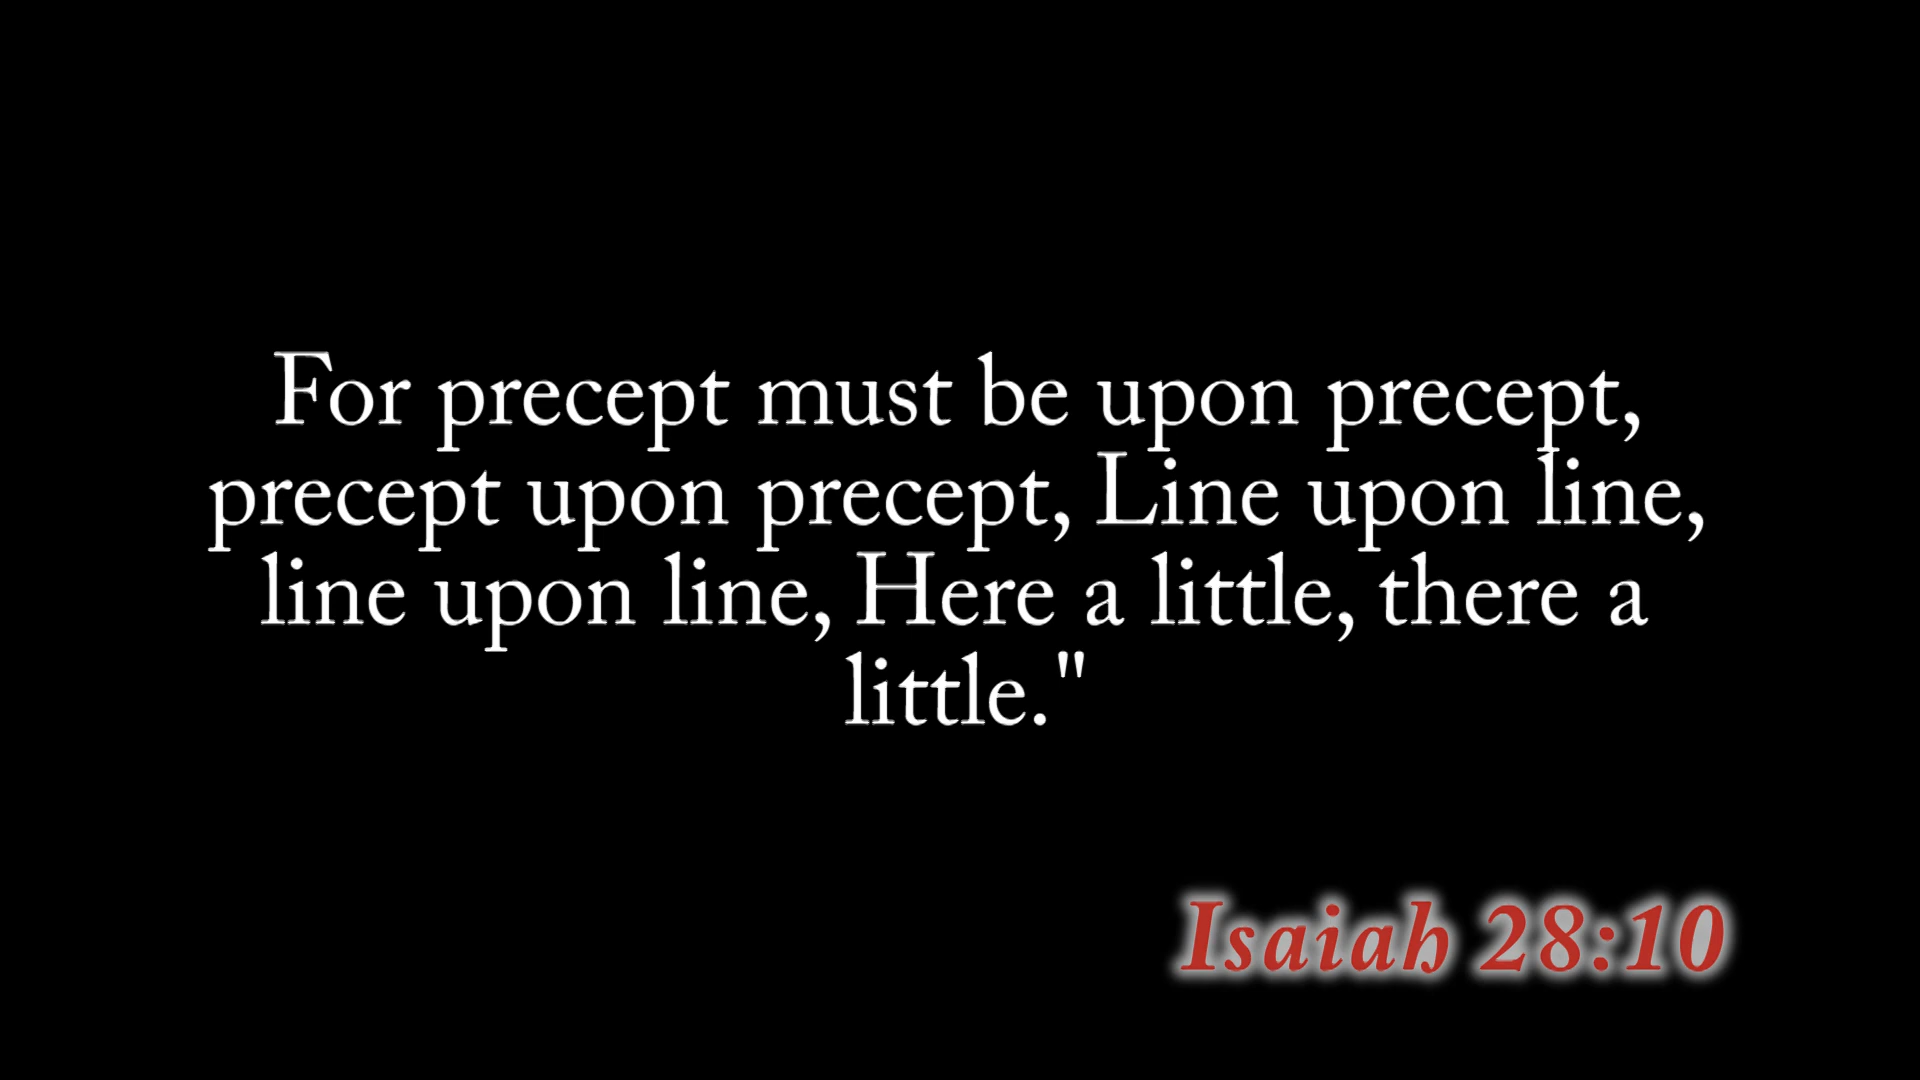 For precept must be upon precept,
precept upon precept, Line upon line,
line upon line, Here a little, there a
little."
Isaiah 28:10